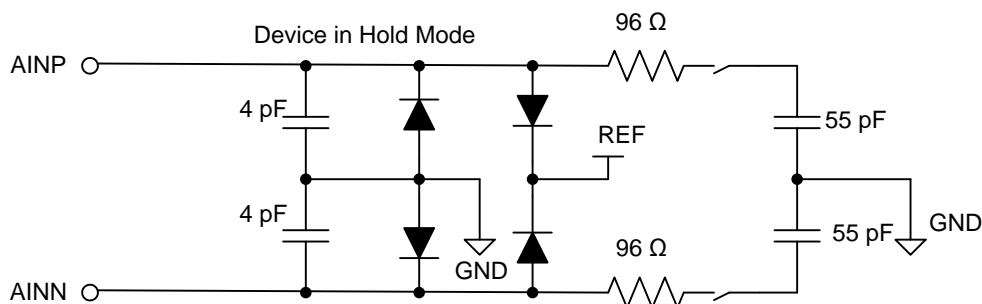 96 Ω
Device in Hold Mode
AINP
4 pF
55 pF
REF
4 pF
GND
96 Ω
55 pF
GND
AINN